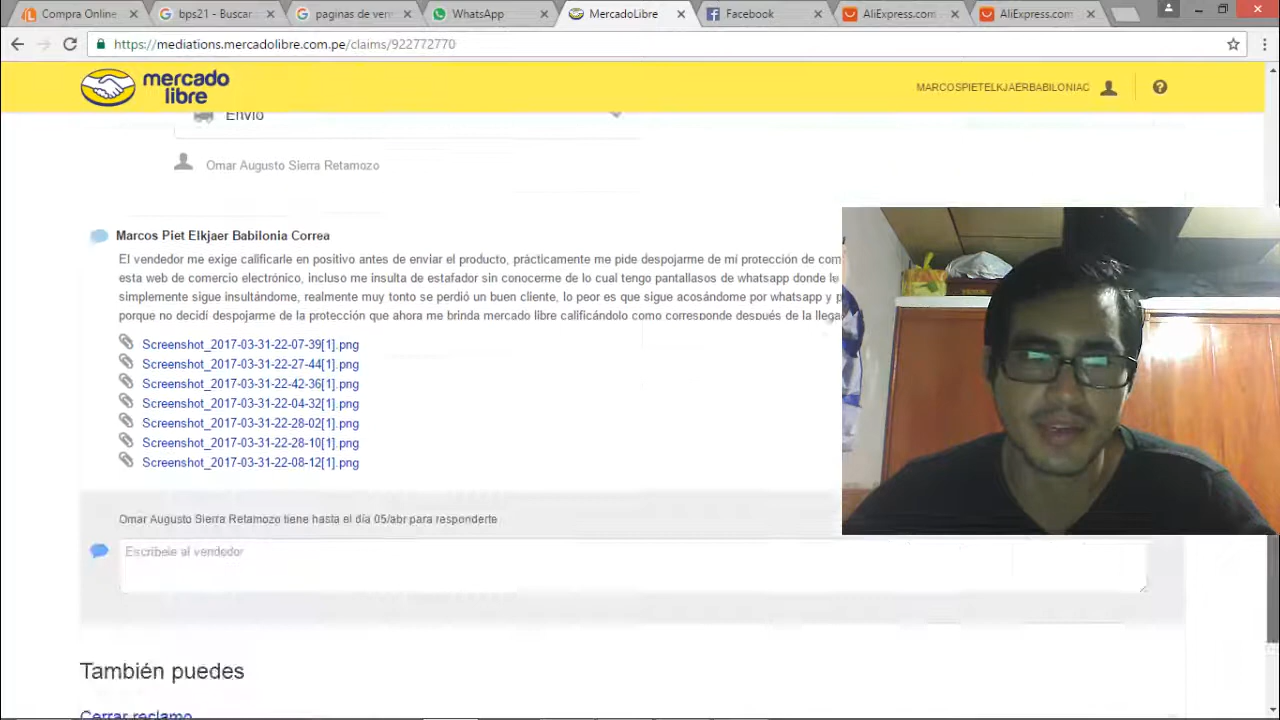 Compra Online
bps21 - Buscar
paginas de ven
WhatsApp
MercadoLibre
Facebook
AliExpress.com
AliExpress.com
https://mediations.mercadolibre.com.pe/claims/922772770
mercado
libre
MARCOSPIETELKJAERBABILONIAC
Envío
Omar Augusto Sierra Retamozo
Marcos Piet Elkjaer Babilonia Correa
El vendedor me exige calificarle en positivo antes de enviar el producto, prácticamente me pide despojarme de mí protección de com
esta web de comercio electrónico, incluso me insulta de estafador sin conocerme de lo cual tengo pantallasos de whatsapp donde le
simplemente sigue insultándome, realmente muy tonto se perdió un buen cliente, lo peor es que sigue acosándome por whatsapp y p
porque no decidí despojarme de la protección que ahora me brinda mercado libre calificándolo como corresponde después de la llega
Screenshot_2017-03-31-22-07-39[1].png
Screenshot_2017-03-31-22-27-44[1].png
Screenshot_2017-03-31-22-42-36[1].png
Screenshot_2017-03-31-22-04-32[1].png
Screenshot_2017-03-31-22-28-02[1].png
Screenshot_2017-03-31-22-28-10[1].png
Screenshot_2017-03-31-22-08-12[1].png
Omar Augusto Sierra Retamozo tiene hasta el día 05/abr para responderte
Escríbele al vendedor
También puedes
Cerrar reclamo